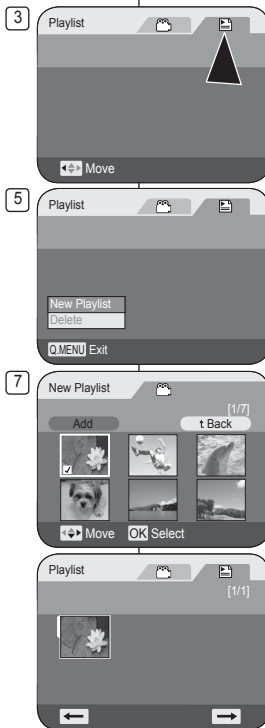 3
Playlist
Move
5
Playlist
New Playlist
Delete
Q.MENU Exit
7
New Playlist
[1/7]
Add t Back
Move OK Select
Playlist
[1/1]